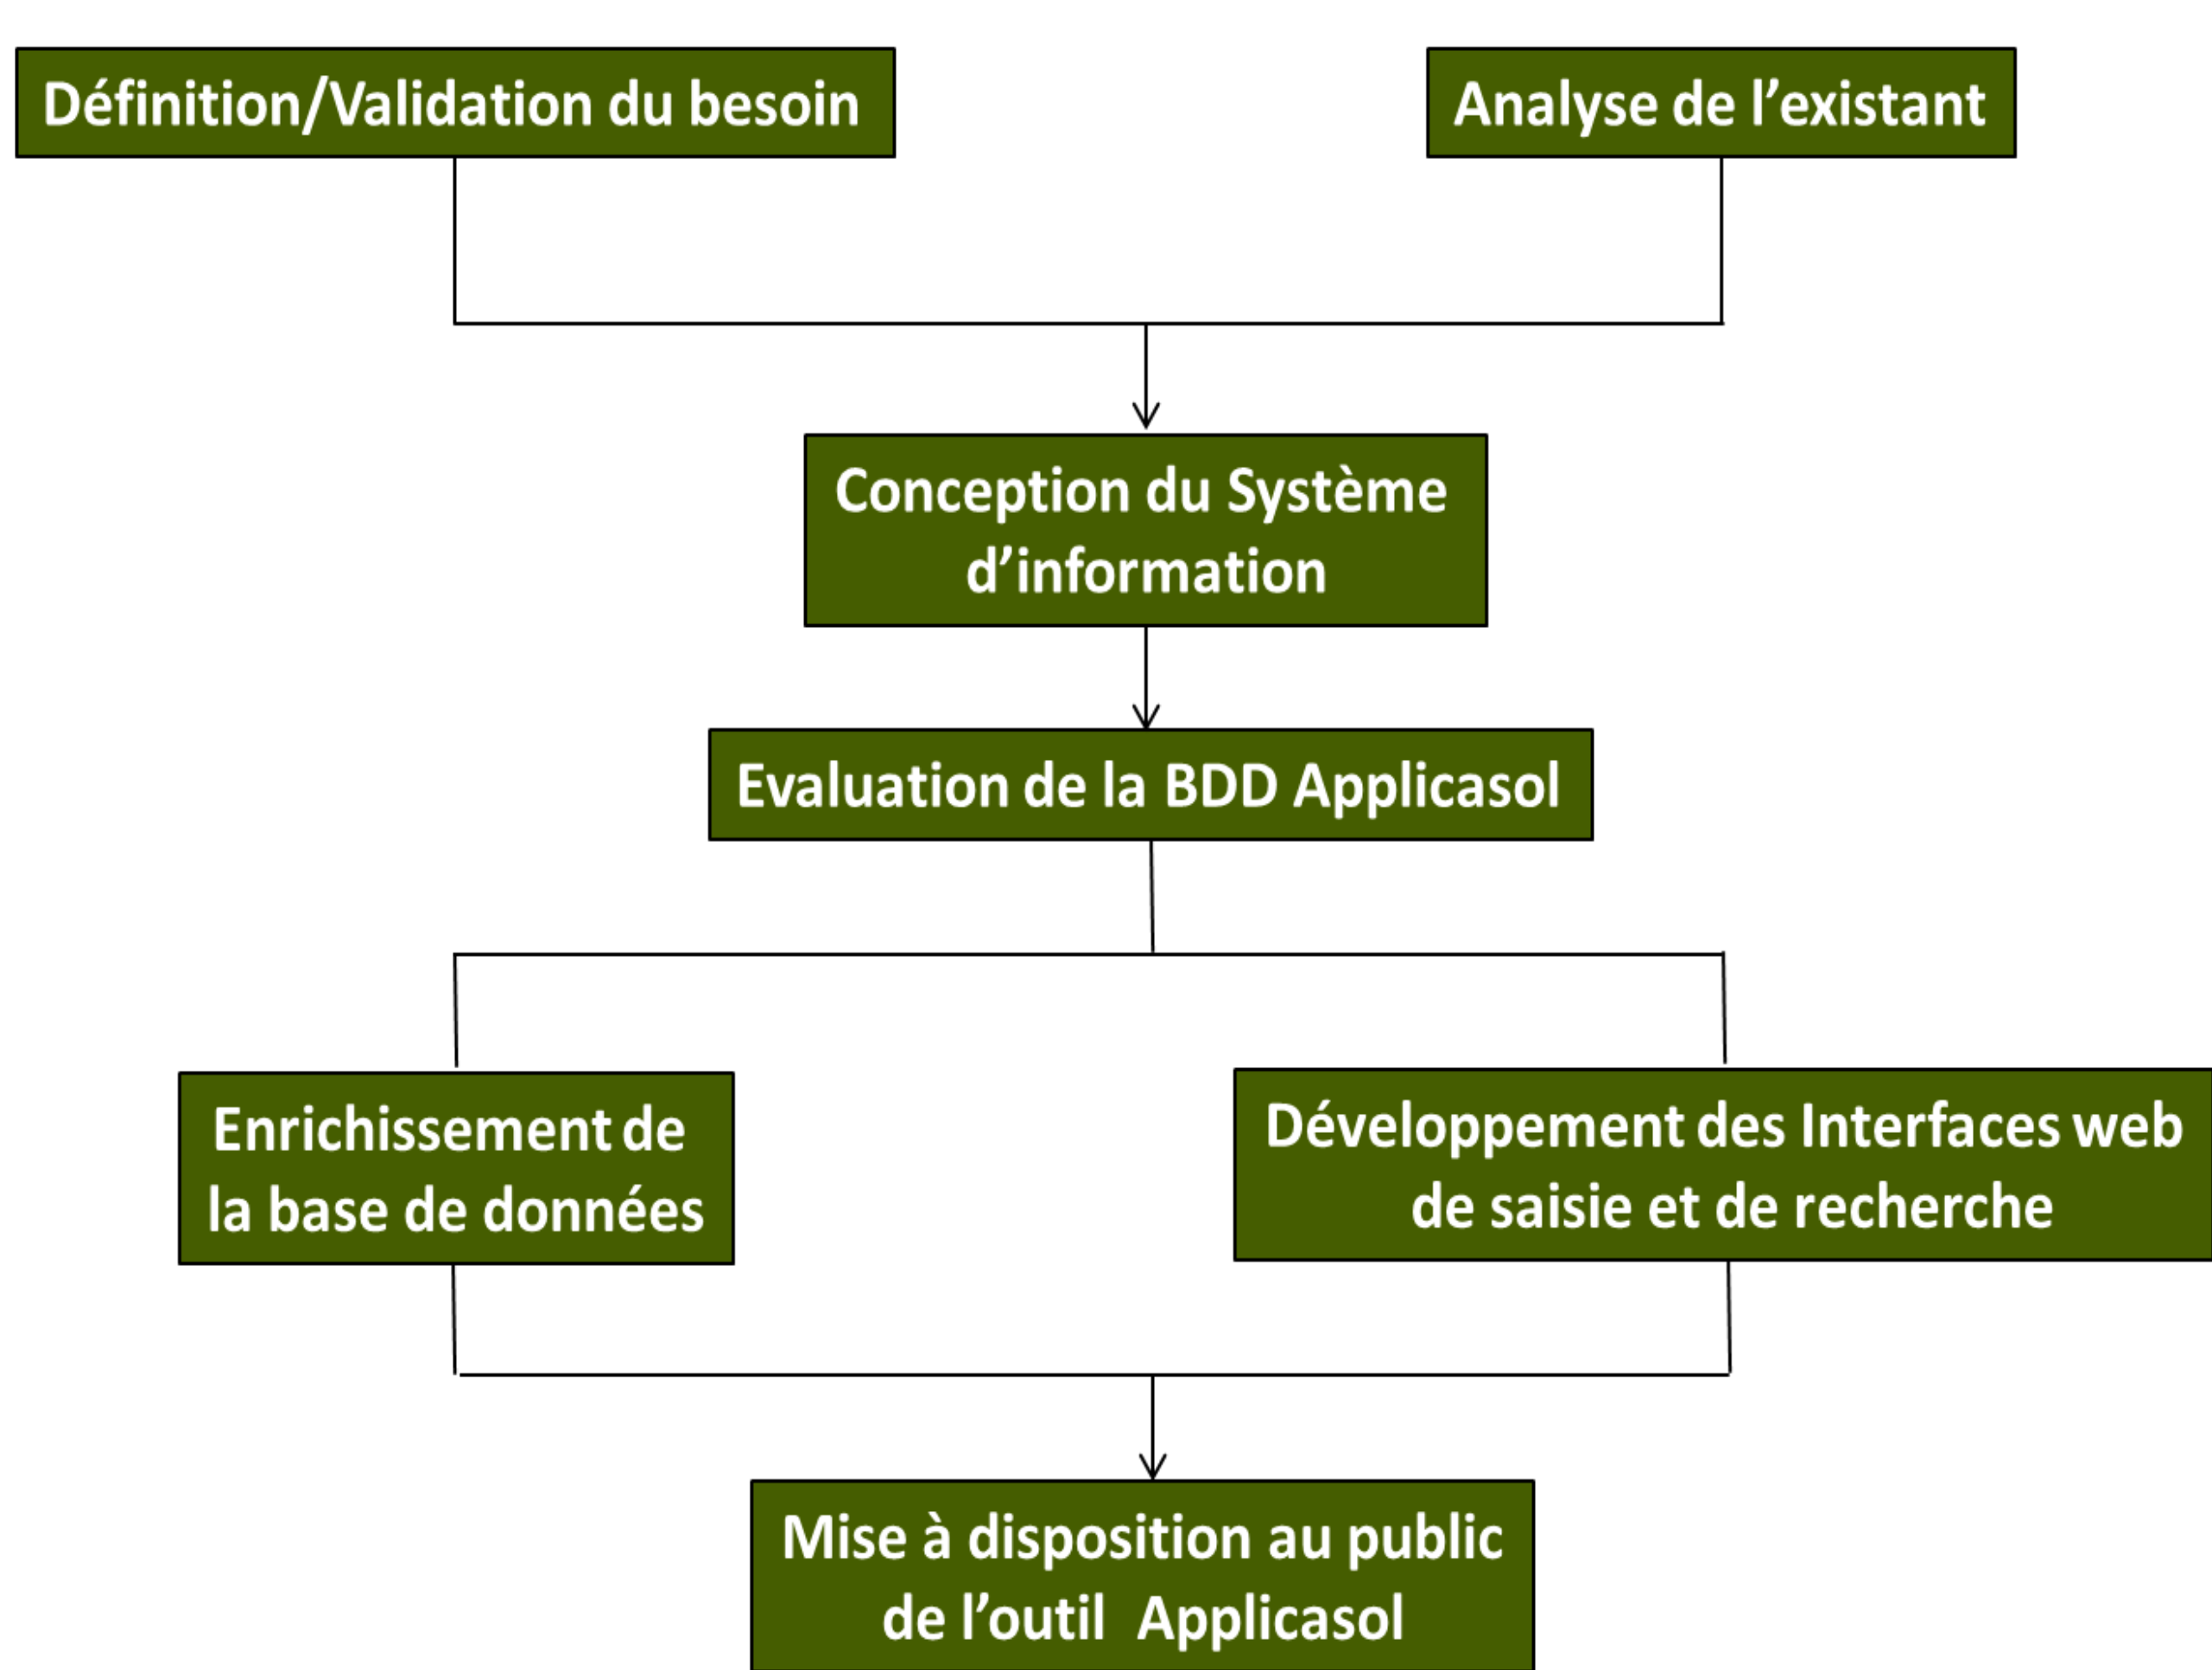 Définition/Validation du besoin
Analyse de l’existant
Conception du Système
d’information
Evaluation de la BDD Applicasol
Enrichissement de
la base de données
Développement des Interfaces web
de saisie et de recherche
Mise à disposition au public
de l’outil Applicasol